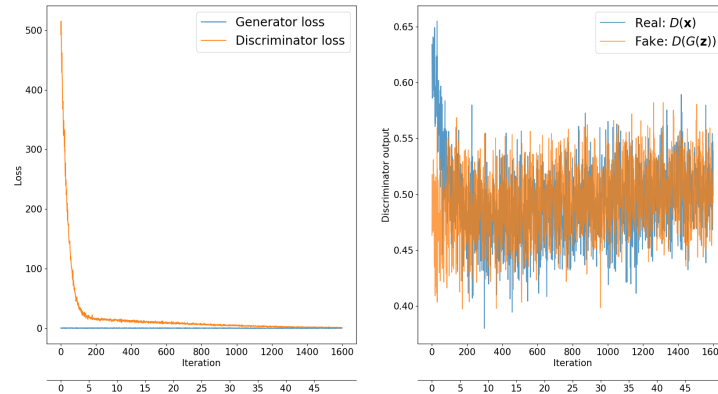 Generator loss
Discriminator loss
500
400
300
200
100
0
Loss
0 200 400 600 800 1000 1200 1400 1600
Iteration
0 5 10 15 20 25 30 35 40 45
Real: D(x)
Fake: D(G(z))
0.65
0.60
0.55
0.50
0.45
0.40
Discriminator output
0 200 400 600 800 1000 1200 1400 1600
Iteration
0 5 10 15 20 25 30 35 40 45